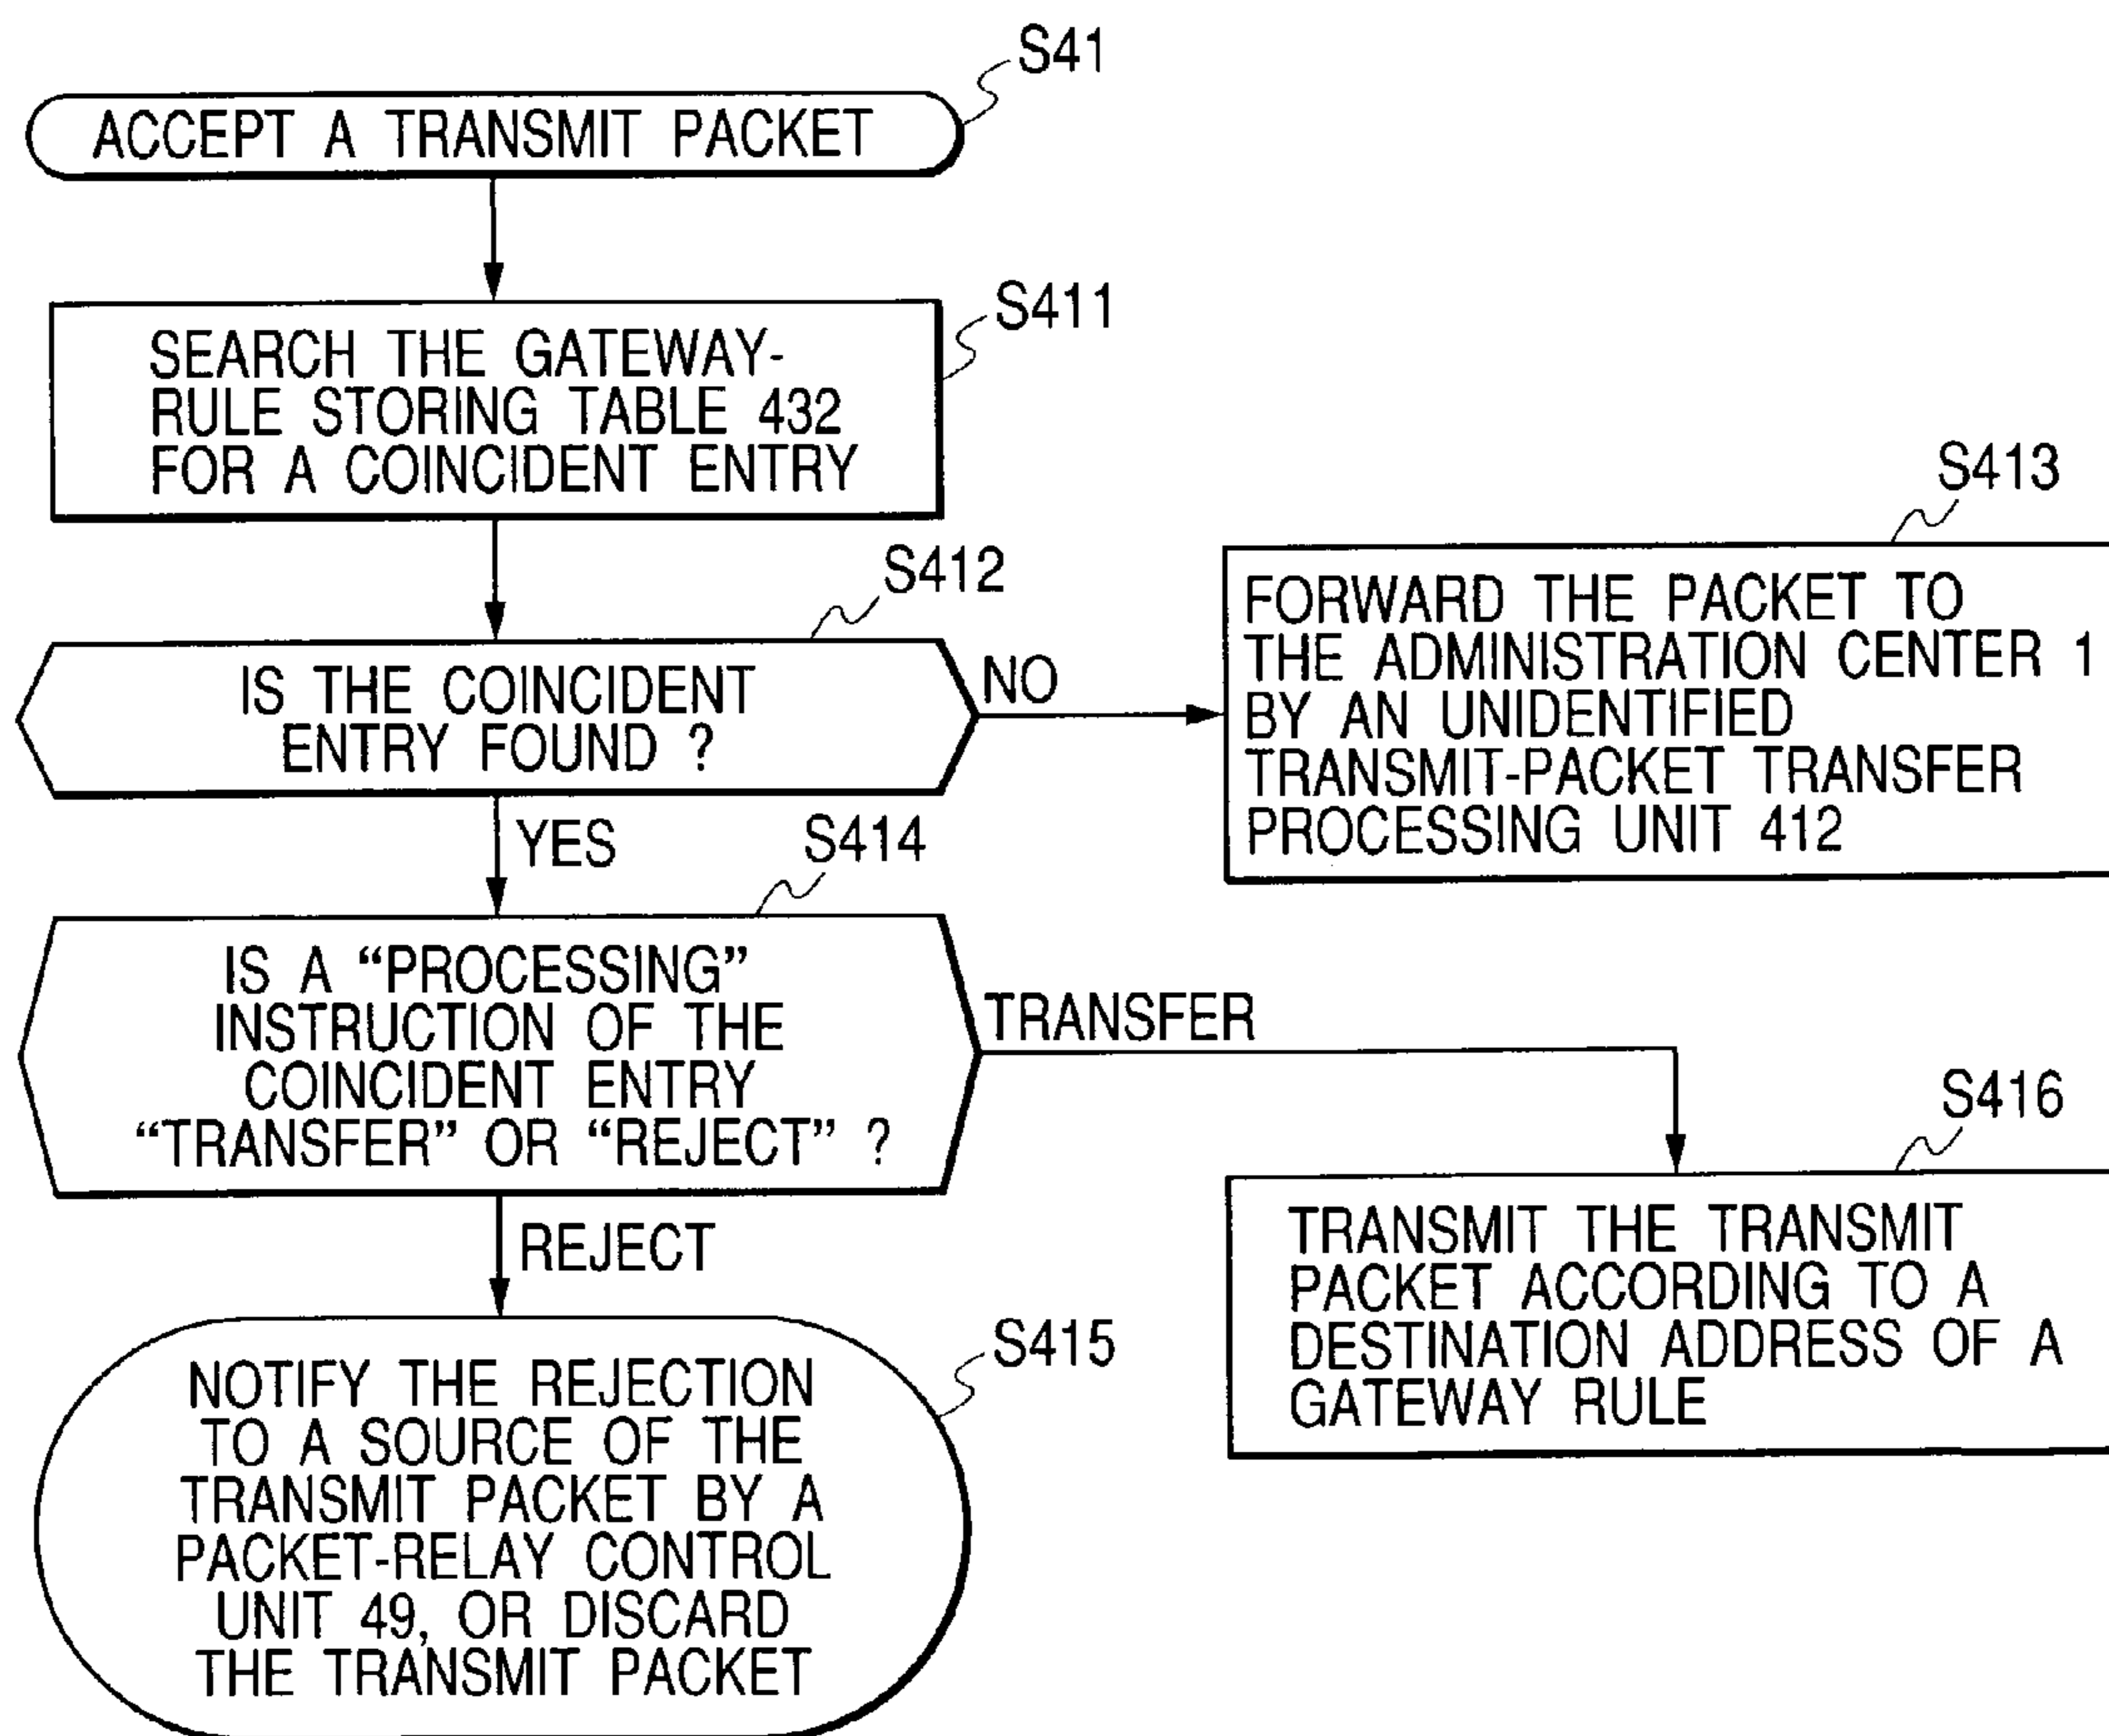 S41
ACCEPT A TRANSMIT PACKET
S411
SEARCH THE GATEWAY-
RULE STORING TABLE 432
FOR A COINCIDENT ENTRY
S412
IS THE COINCIDENT
ENTRY FOUND ?
NO
S413
FORWARD THE PACKET TO
THE ADMINISTRATION CENTER 1
BY AN UNIDENTIFIED
TRANSMIT-PACKET TRANSFER
PROCESSING UNIT 412
YES
S414
IS A “PROCESSING”
INSTRUCTION OF THE
COINCIDENT ENTRY
“TRANSFER” OR “REJECT” ?
TRANSFER
S416
TRANSMIT THE TRANSMIT
PACKET ACCORDING TO A
DESTINATION ADDRESS OF A
GATEWAY RULE
REJECT
S415
NOTIFY THE REJECTION
TO A SOURCE OF THE
TRANSMIT PACKET BY A
PACKET-RELAY CONTROL
UNIT 49, OR DISCARD
THE TRANSMIT PACKET